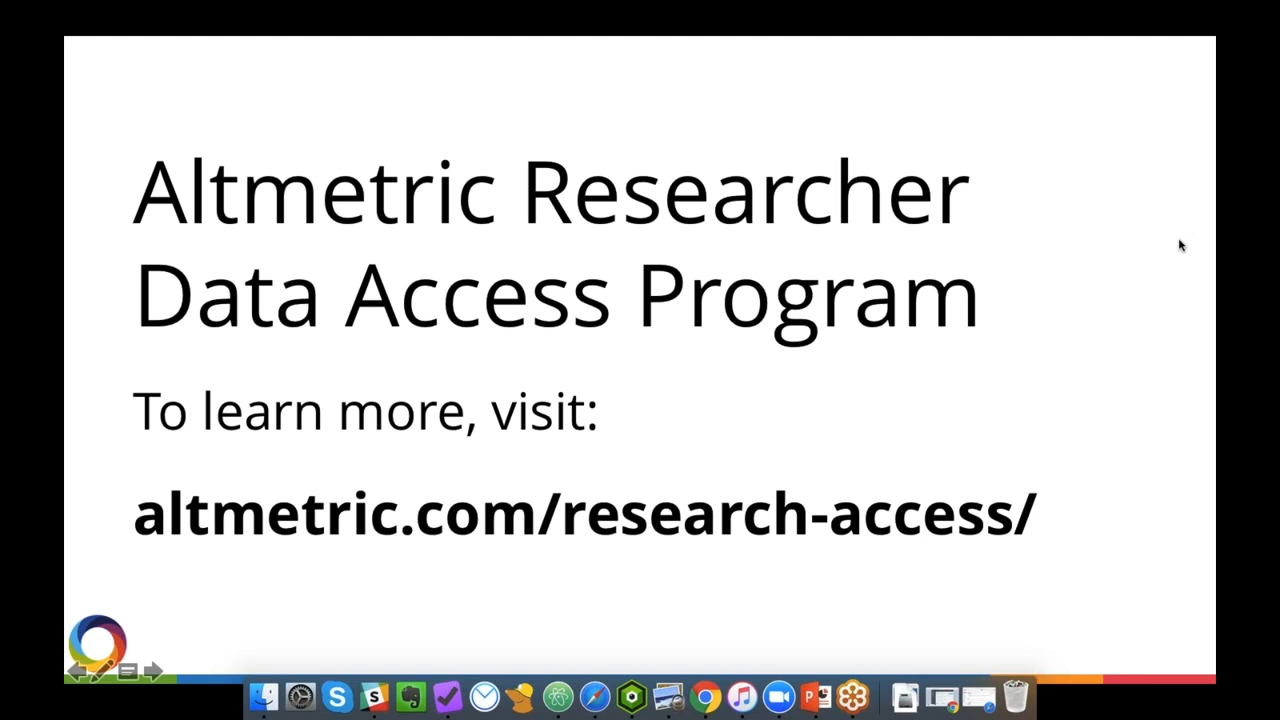 Altmetric Researcher
Data Access Program
To learn more, visit:
altmetric.com/research-access/